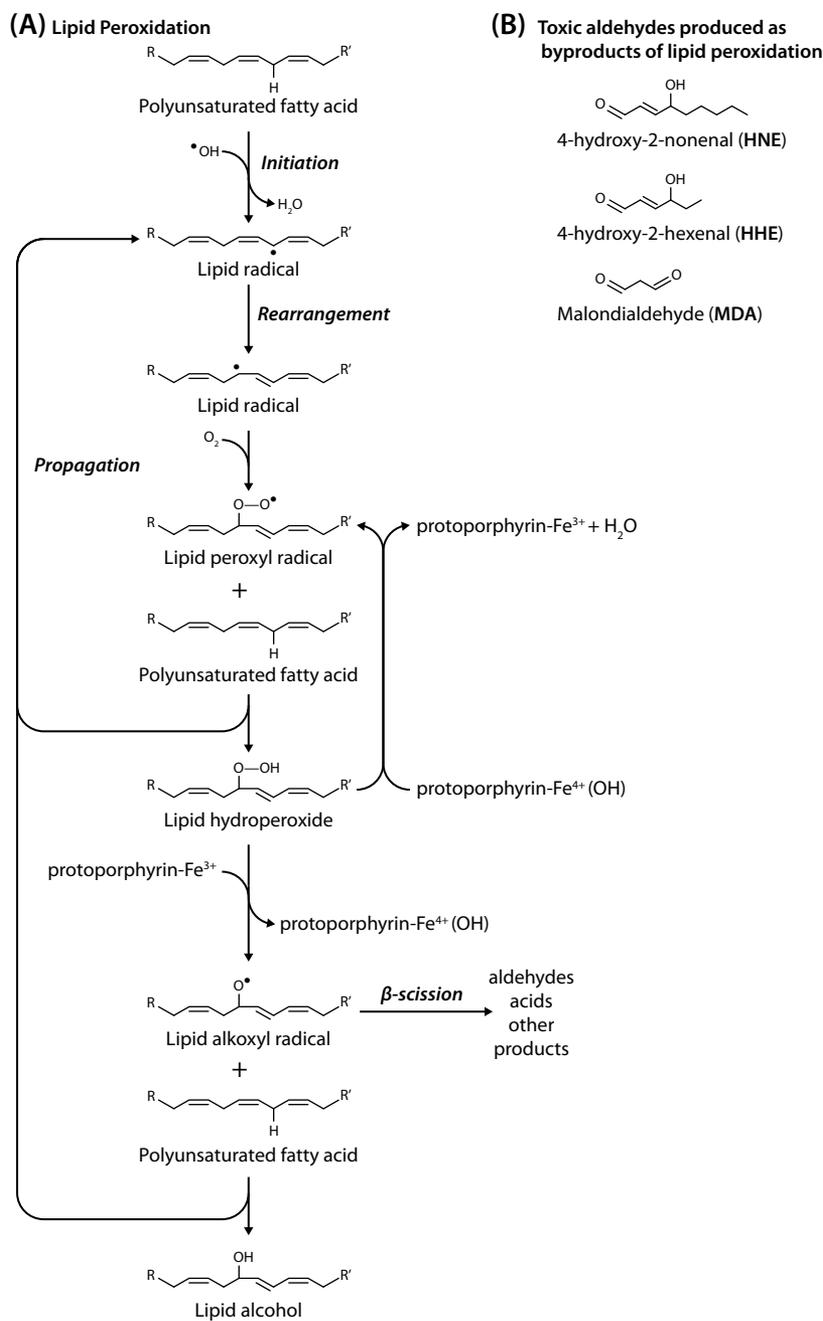 (A) Lipid Peroxidation
R R'
H
Polyunsaturated fatty acid
•OH
Initiation
H₂O
R R'
•
Lipid radical
Rearrangement
•
R R'
Lipid radical
O₂
Propagation
O—O•
R R'
Lipid peroxyl radical
+
R R'
H
Polyunsaturated fatty acid
protoporphyrin-Fe³⁺ + H₂O
O—OH
R R'
Lipid hydroperoxide
protoporphyrin-Fe⁴⁺(OH)
protoporphyrin-Fe³⁺
protoporphyrin-Fe⁴⁺(OH)
O•
R R'
Lipid alkoxyl radical
β-scission
aldehydes
acids
other
products
+
R R'
H
Polyunsaturated fatty acid
OH
R R'
Lipid alcohol
(B) Toxic aldehydes produced as
byproducts of lipid peroxidation
OH
O
4-hydroxy-2-nonenal (HNE)
OH
O
4-hydroxy-2-hexenal (HHE)
O O
Malondialdehyde (MDA)